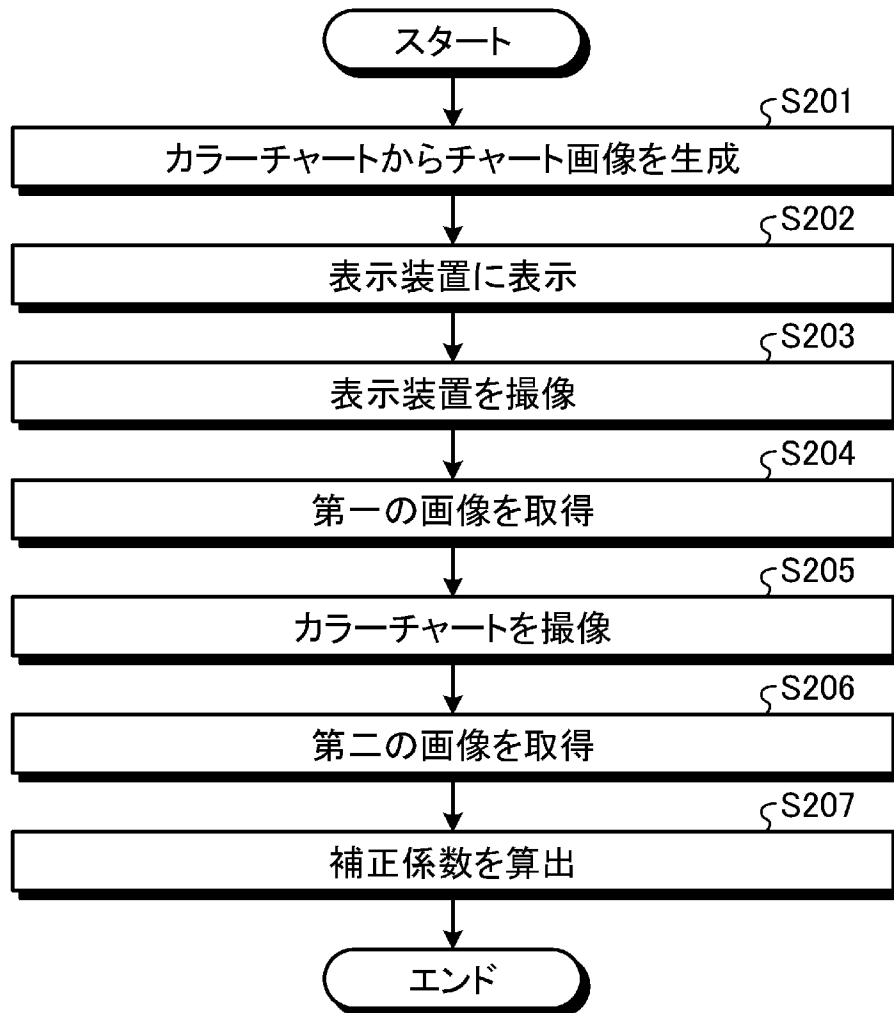 スタート
S201
カラーチャートからチャート画像を生成
S202
表示装置に表示
S203
表示装置を撮像
S204
第一の画像を取得
S205
カラーチャートを撮像
S206
第二の画像を取得
S207
補正係数を算出
エンド